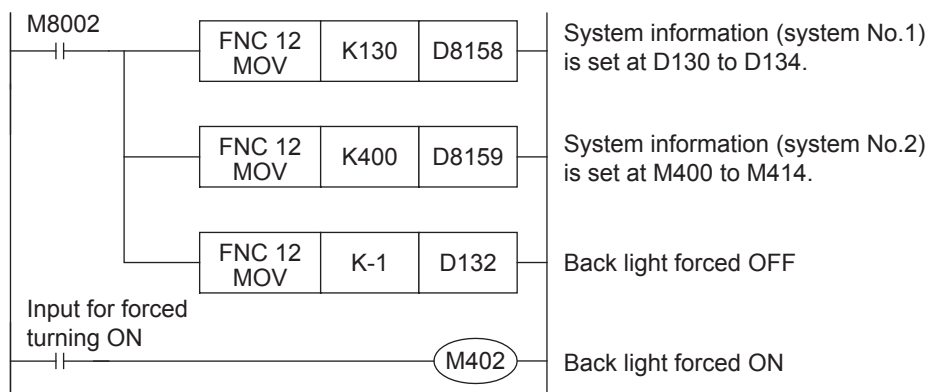 M8002
FNC 12
MOV
K130
D8158
System information (system No.1)
is set at D130 to D134.
FNC 12
MOV
K400
D8159
System information (system No.2)
is set at M400 to M414.
FNC 12
MOV
K-1
D132
Back light forced OFF
Input for forced
turning ON
M402
Back light forced ON